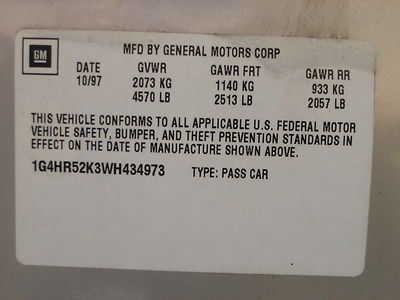 GM
MFD BY GENERAL MOTORS CORP
DATE GVWR GAWR FRT GAWR RR
10/97 2073 KG 1140 KG 933 KG
4570 LB 2513 LB 2057 LB
THIS VEHICLE CONFORMS TO ALL APPLICABLE U.S. FEDERAL MOTOR
VEHICLE SAFETY, BUMPER, AND THEFT PREVENTION STANDARDS IN
EFFECT ON THE DATE OF MANUFACTURE SHOWN ABOVE.
1G4HR52K3WH434973 TYPE: PASS CAR